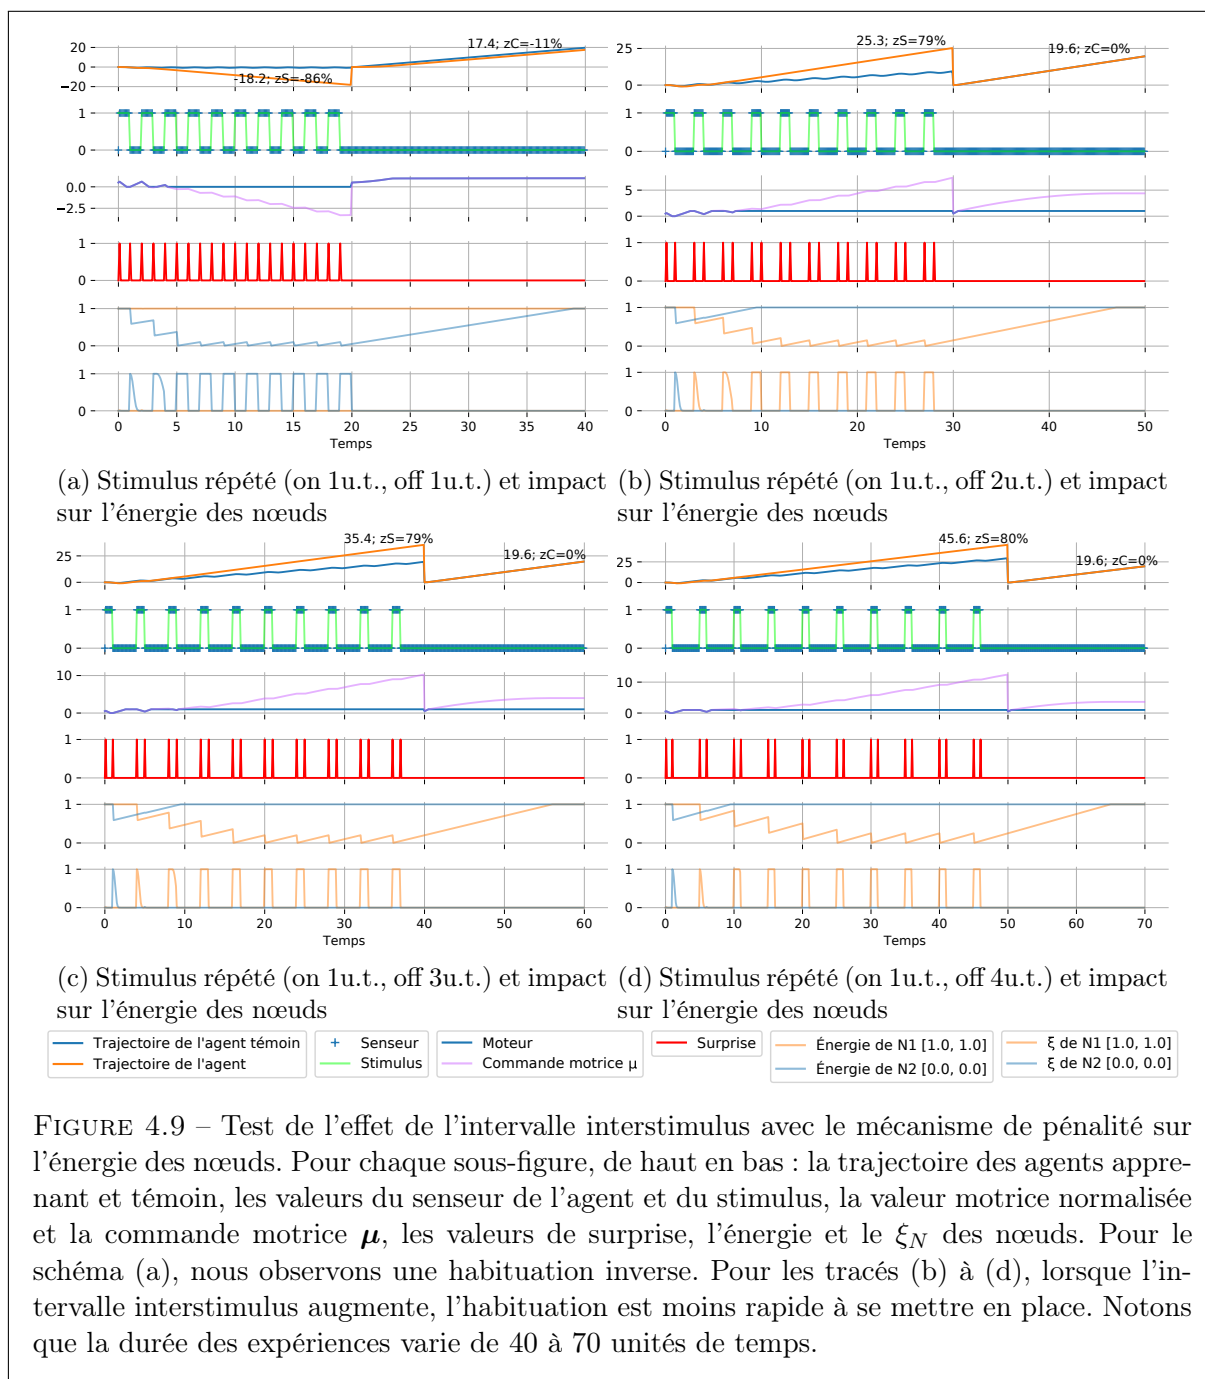 17.4; zC=-11%
-18.2; zS=-86%
20
0
−20
1
0
0.0
−2.5
1
0
1
0
1
0
0 5 10 15 20 25 30 35 40
Temps
25.3; zS=79%
19.6; zC=0%
25
0
1
0
5
0
1
0
1
0
1
0
0 10 20 30 40 50
Temps
(a) Stimulus répété (on 1u.t., off 1u.t.) et impact
sur l'énergie des nœuds
(b) Stimulus répété (on 1u.t., off 2u.t.) et impact
sur l'énergie des nœuds
35.4; zS=79%
19.6; zC=0%
25
0
1
0
10
0
1
0
1
0
1
0
0 10 20 30 40 50 60
Temps
45.6; zS=80%
19.6; zC=0%
25
0
1
0
10
0
1
0
1
0
1
0
0 10 20 30 40 50 60 70
Temps
(c) Stimulus répété (on 1u.t., off 3u.t.) et impact
sur l'énergie des nœuds
(d) Stimulus répété (on 1u.t., off 4u.t.) et impact
sur l'énergie des nœuds
Trajectoire de l'agent témoin
Trajectoire de l'agent
Senseur
Stimulus
Moteur
Commande motrice μ
Surprise
Énergie de N1 [1.0, 1.0]
Énergie de N2 [0.0, 0.0]
ξ de N1 [1.0, 1.0]
ξ de N2 [0.0, 0.0]
FIGURE 4.9 – Test de l'effet de l'intervalle interstimulus avec le mécanisme de pénalité sur
l'énergie des nœuds. Pour chaque sous-figure, de haut en bas : la trajectoire des agents appre-
nant et témoin, les valeurs du senseur de l'agent et du stimulus, la valeur motrice normalisée
et la commande motrice μ, les valeurs de surprise, l'énergie et le ξN des nœuds. Pour le
schéma (a), nous observons une habituation inverse. Pour les tracés (b) à (d), lorsque l'in-
tervalle interstimulus augmente, l'habituation est moins rapide à se mettre en place. Notons
que la durée des expériences varie de 40 à 70 unités de temps.